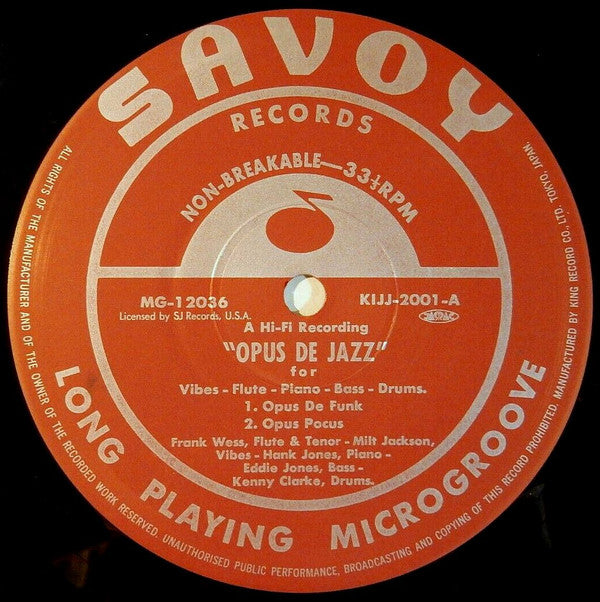 SAVOY
RECORDS
NON-BREAKABLE—33⅓RPM
MG-12036
Licensed by SJ Records, U.S.A.
KIJJ-2001-A
A Hi-Fi Recording
"OPUS DE JAZZ"
for
Vibes - Flute - Piano - Bass - Drums.
1. Opus De Funk
2. Opus Pocus
Frank Wess, Flute & Tenor - Milt Jackson,
Vibes - Hank Jones, Piano -
Eddie Jones, Bass -
Kenny Clarke, Drums.
LONG PLAYING MICROGROOVE
ALL RIGHTS OF THE MANUFACTURER AND OF THE OWNER OF THE RECORDED WORK RESERVED. UNAUTHORISED PUBLIC PERFORMANCE, BROADCASTING AND COPYING OF THIS RECORD PROHIBITED. MANUFACTURED BY KING RECORD CO., LTD. TOKYO, JAPAN.